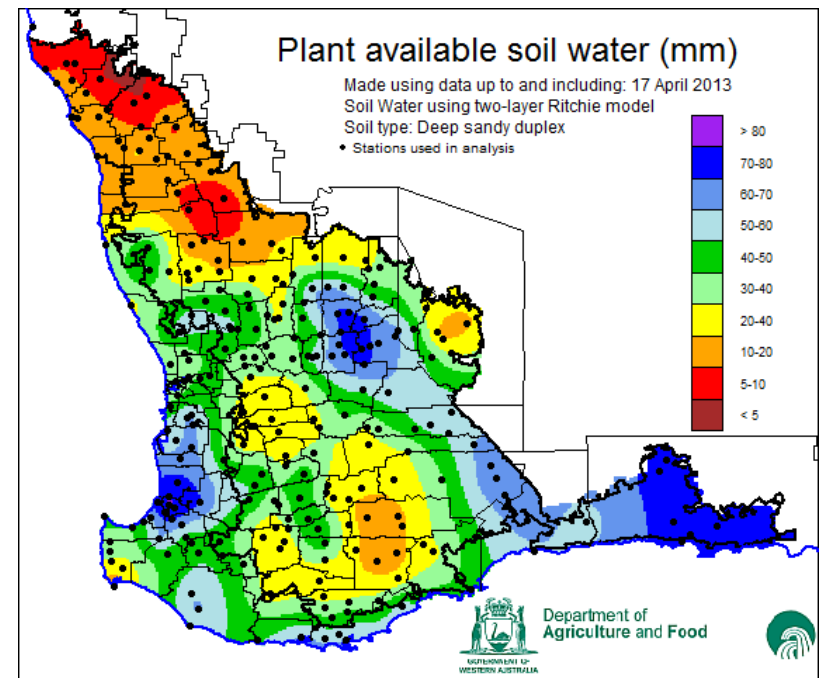 Plant available soil water (mm)
Made using data up to and including: 17 April 2013
Soil Water using two-layer Ritchie model
Soil type: Deep sandy duplex
• Stations used in analysis
> 80
70-80
60-70
50-60
40-50
30-40
20-40
10-20
5-10
< 5
Department of
Agriculture and Food
GOVERNMENT OF
WESTERN AUSTRALIA